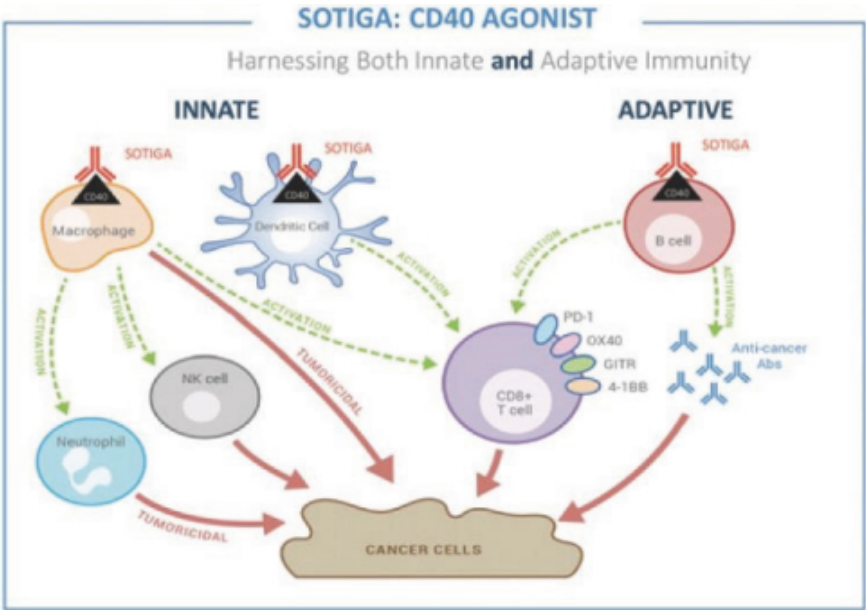 SOTIGA: CD40 AGONIST
Harnessing Both Innate and Adaptive Immunity
INNATE
ADAPTIVE
SOTIGA
SOTIGA
SOTIGA
CD40
CD40
CD40
Macrophage
Dendritic Cell
B cell
ACTIVATION
ACTIVATION
ACTIVATION
ACTIVATION
ACTIVATION
ACTIVATION
PD-1
OX40
GITR
4-1BB
Anti-cancer
Abs
TUMORICIDAL
NK cell
CD8+
T cell
Neutrophil
TUMORICIDAL
CANCER CELLS